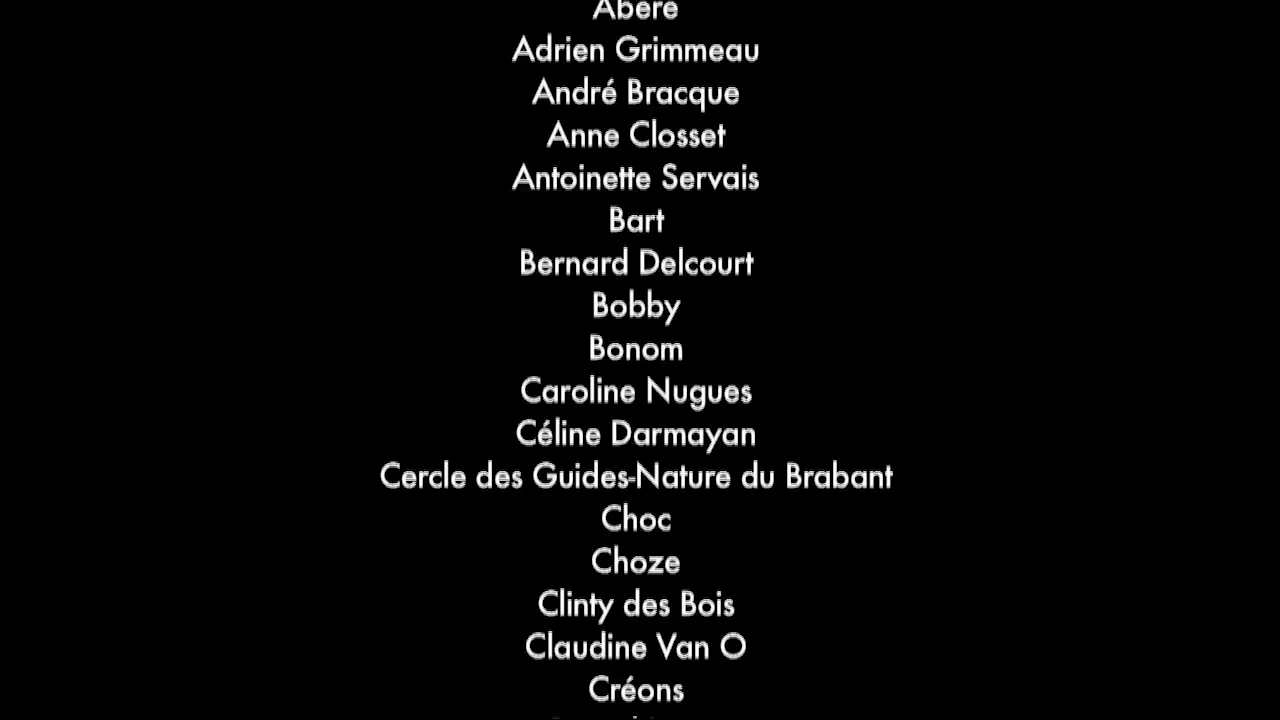 Abere
Adrien Grimmeau
André Bracque
Anne Closset
Antoinette Servais
Bart
Bernard Delcourt
Bobby
Bonom
Caroline Nugues
Céline Darmayan
Cercle des Guides-Nature du Brabant
Choc
Choze
Clinty des Bois
Claudine Van O
Créons